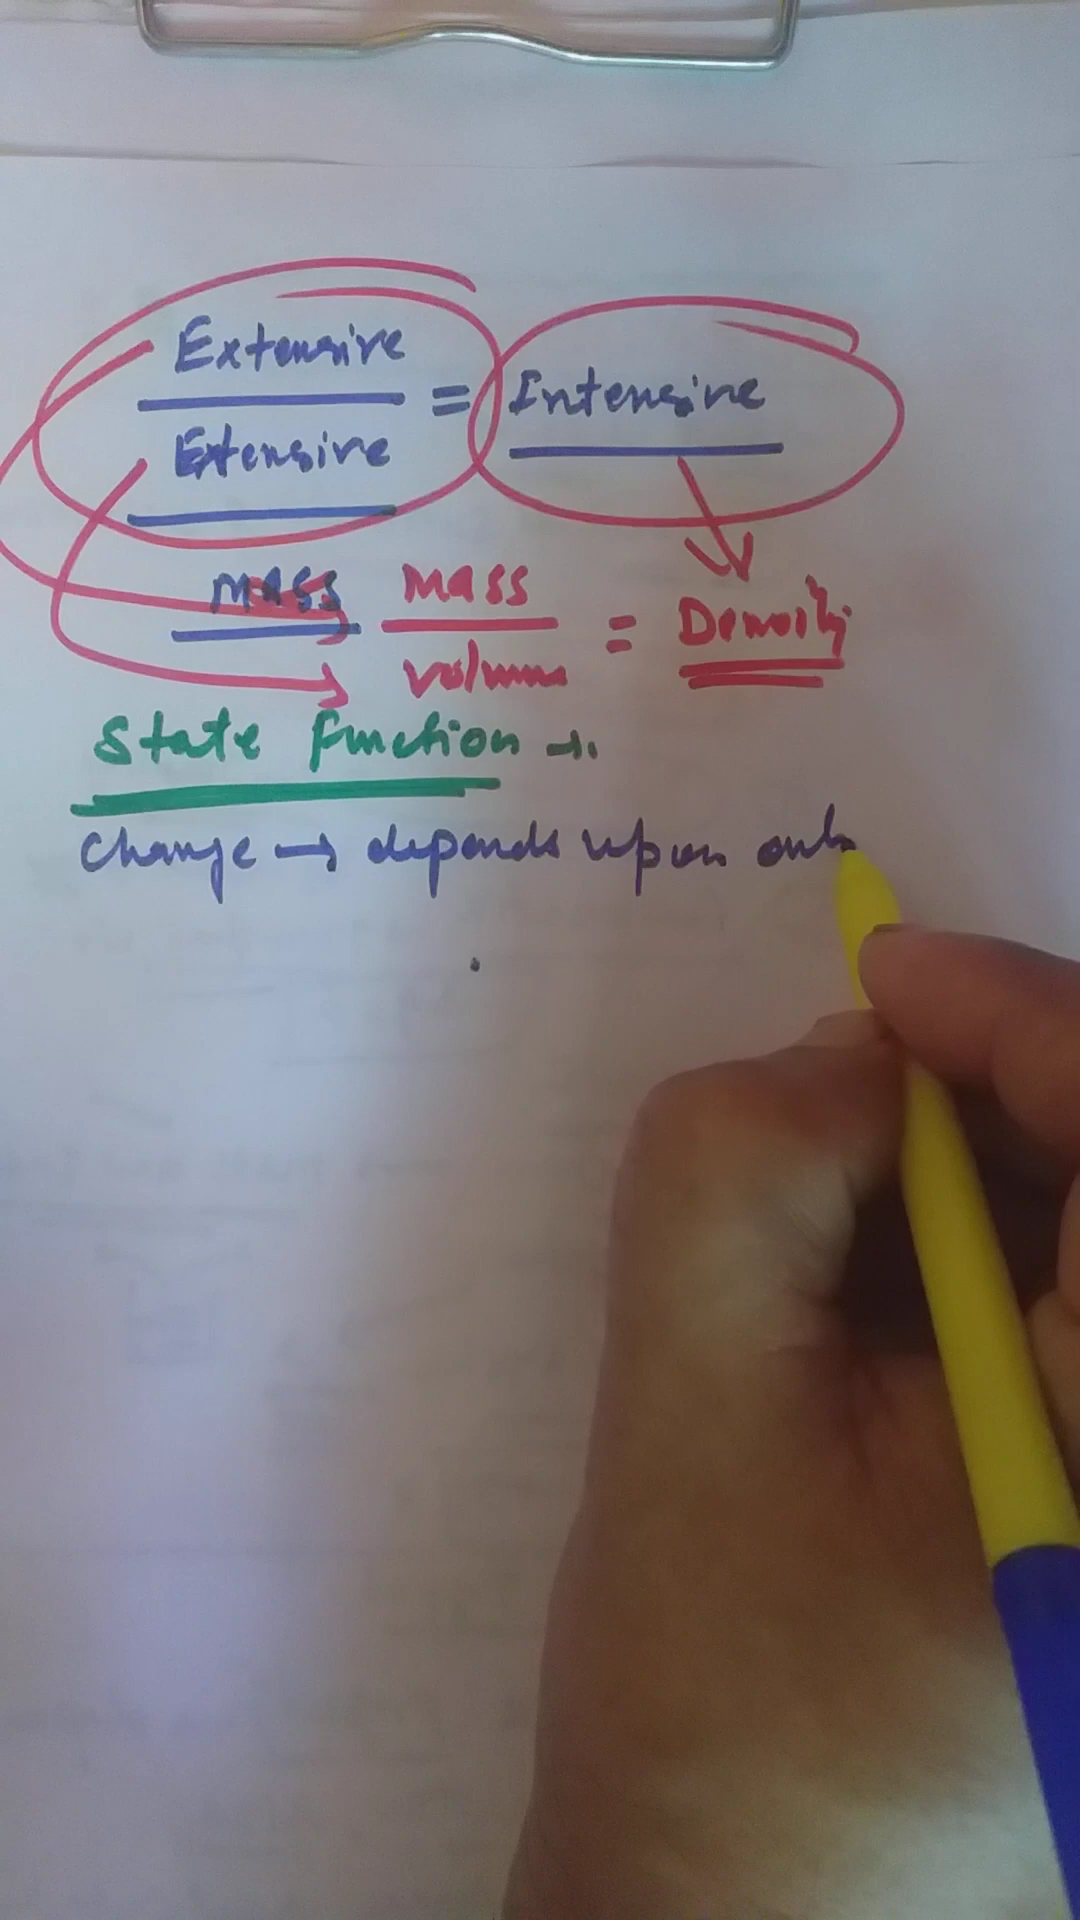 Extensive
Extensive
= Intensive
mass
mass
volume
= Density
State function →
change → depends upon only